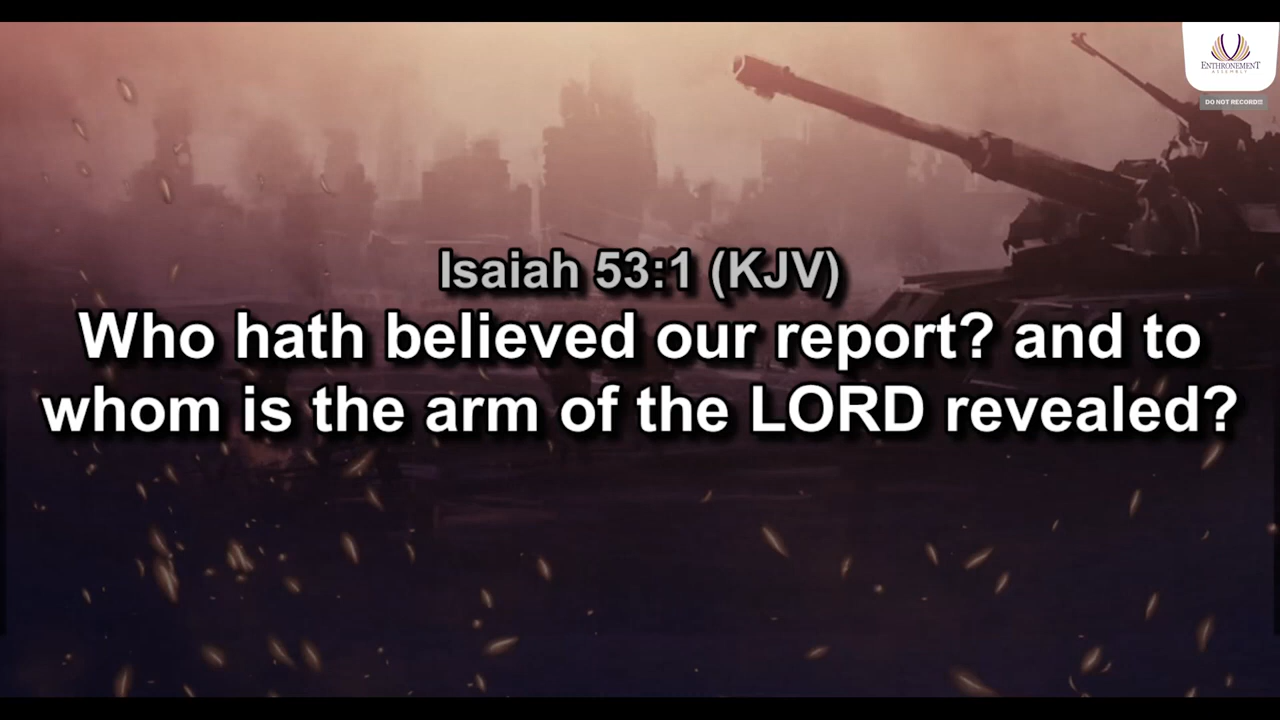 ENTHRONEMENT
ASSEMBLY
DO NOT RECORD!!!
Isaiah 53:1 (KJV)
Who hath believed our report? and to
whom is the arm of the LORD revealed?